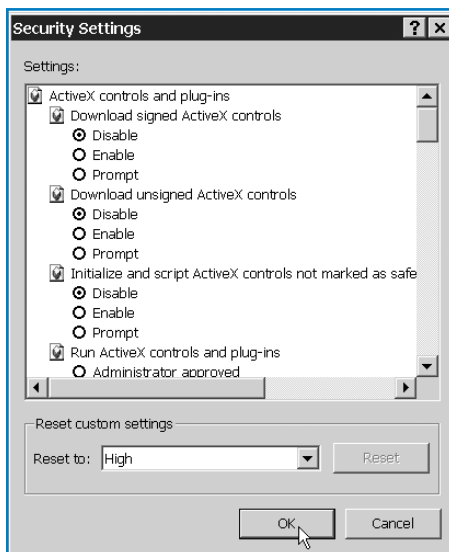 Security Settings
Settings:
ActiveX controls and plug-ins
Download signed ActiveX controls
Disable
Enable
Prompt
Download unsigned ActiveX controls
Disable
Enable
Prompt
Initialize and script ActiveX controls not marked as safe
Disable
Enable
Prompt
Run ActiveX controls and plug-ins
Administrator approved
Reset custom settings
Reset to: High Reset
OK Cancel